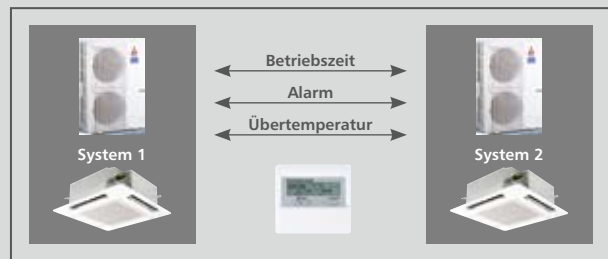 Betriebszeit
Alarm
Übertemperatur
System 1
System 2